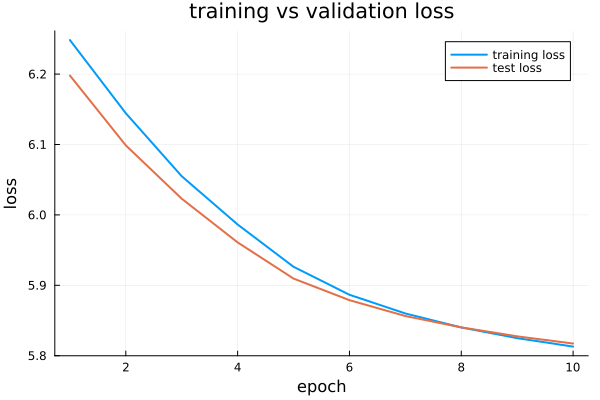 training vs validation loss
training loss
test loss
loss
6.2
6.1
6.0
5.9
5.8
2 4 6 8 10
epoch